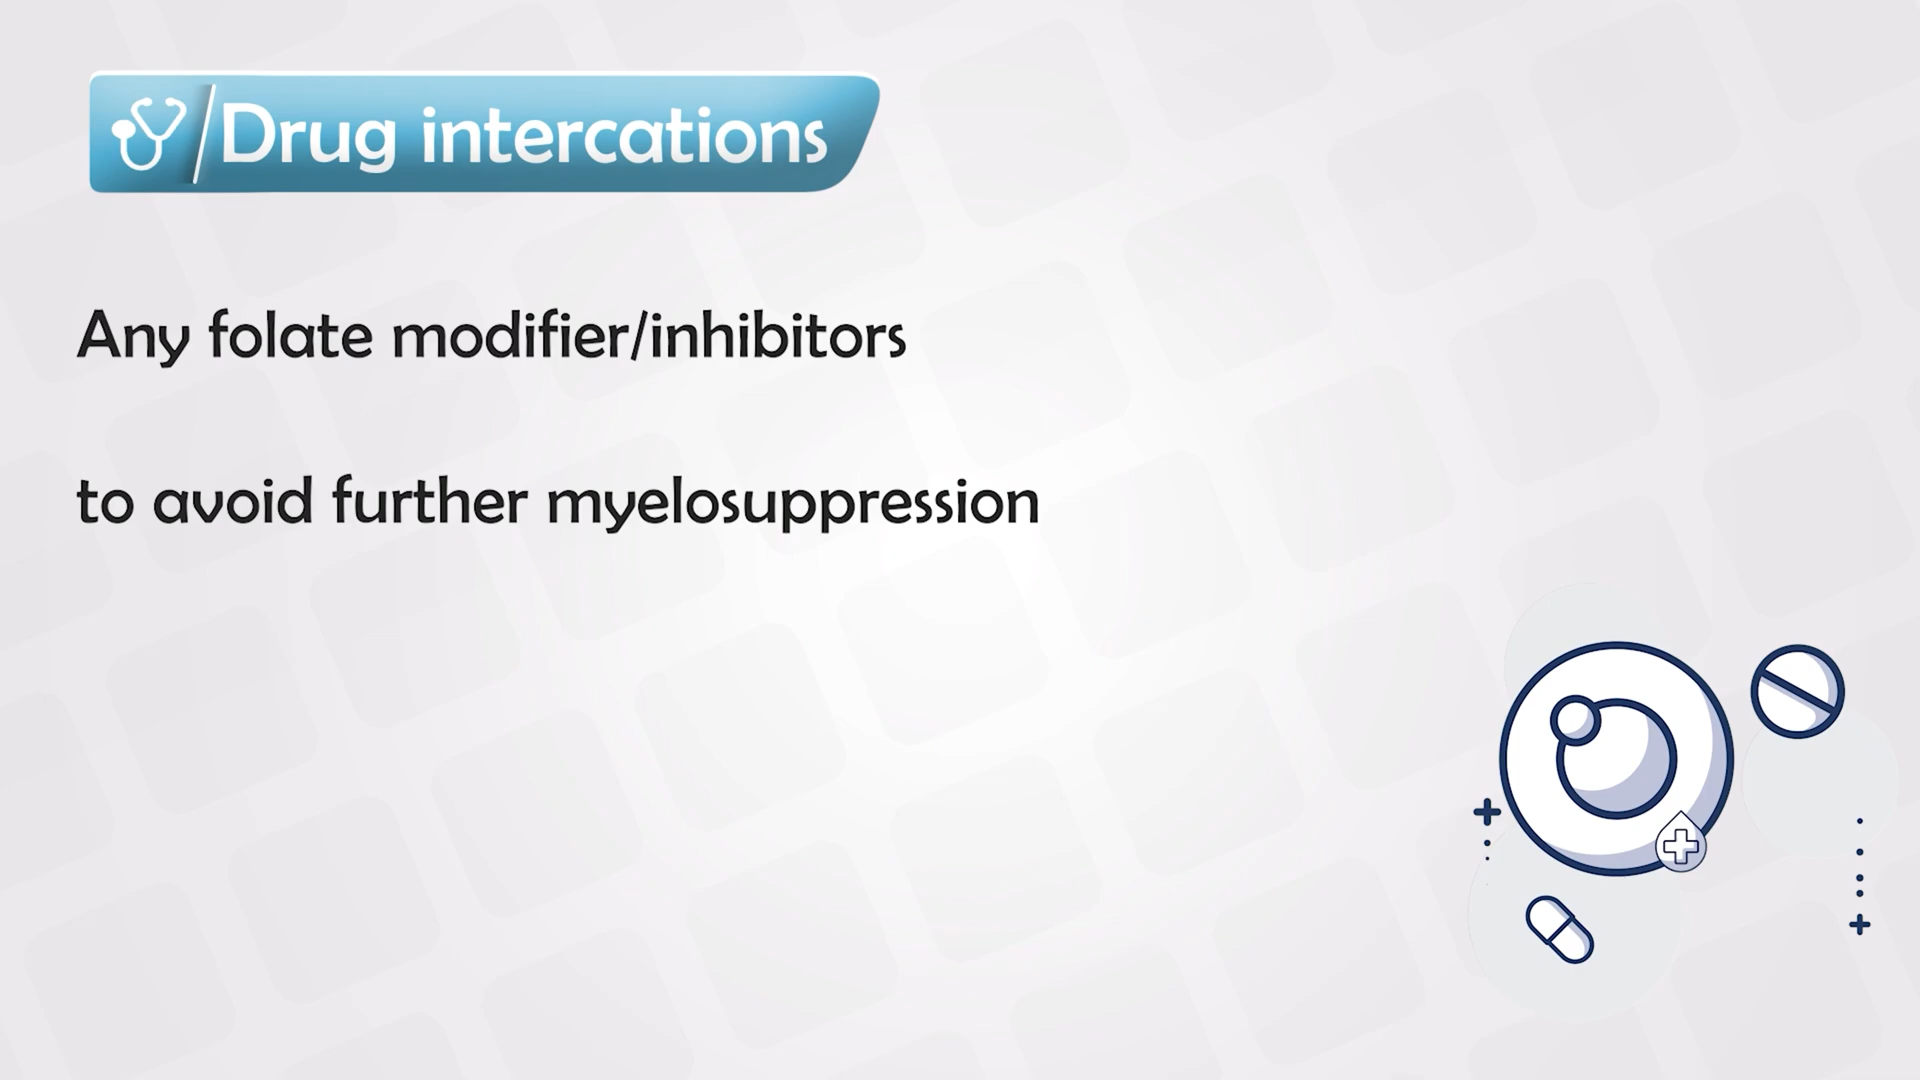 Drug intercations
Any folate modifier/inhibitors
to avoid further myelosuppression